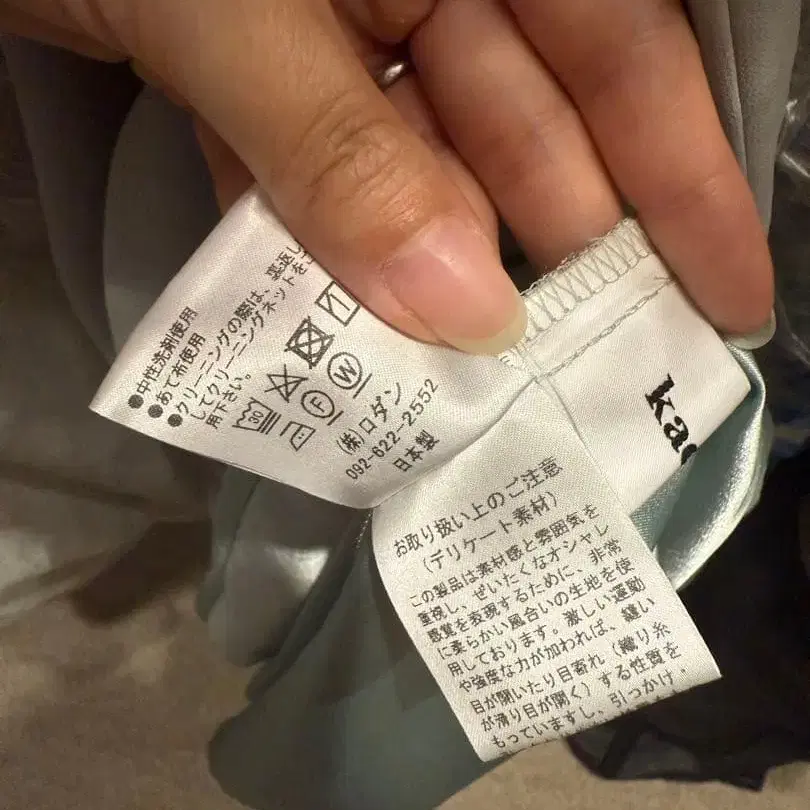 ●中性洗剤使用
●あて布使用
●クリーニングの際は、裏返し
してクリーニングネットを
用下さい。
30
F
W
(株)ロダン
092-622-2552
日本製
お取り扱い上のご注意
(デリケート素材)
この製品は素材感と雰囲気を
重視し、ぜいたくなオシャレ
感覚を表現するために、非常
に柔らかい風合いの生地を使
用しております。激しい運動
や強度な力が加われば、縫い
目が開いたり目寄れ(織り糸
が滑り目が開く)する性質を
もっていますし、引っかけ、
kae